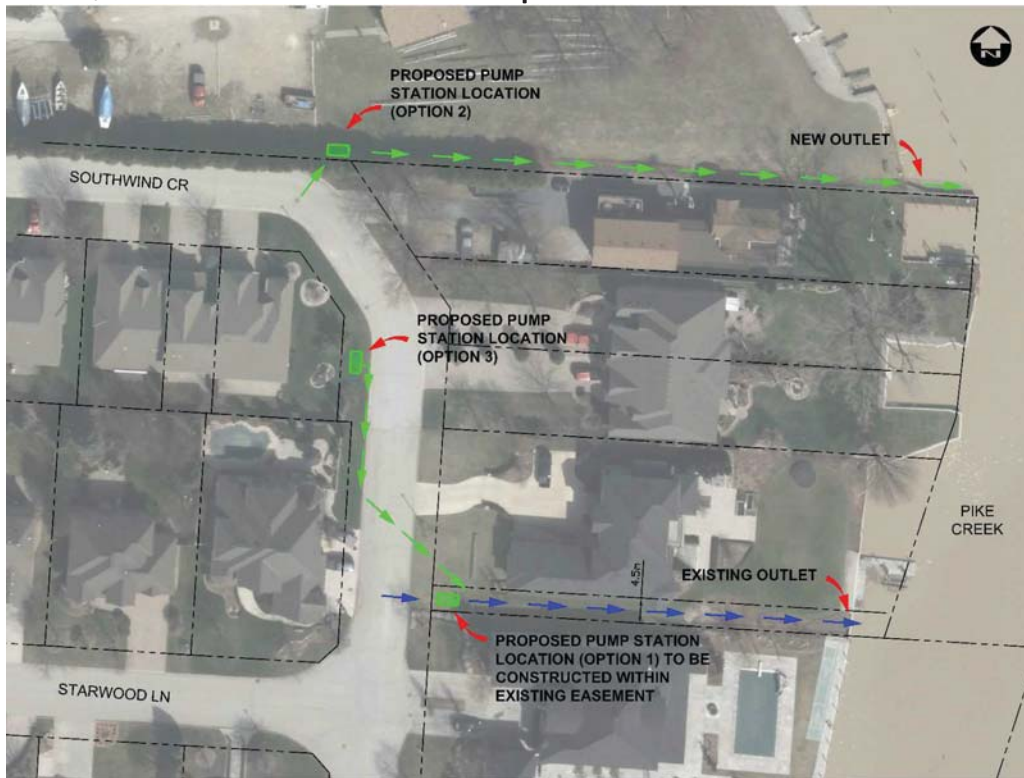 PROPOSED PUMP
STATION LOCATION
(OPTION 2)
NEW OUTLET
SOUTHWIND CR
PROPOSED PUMP
STATION LOCATION
(OPTION 3)
PIKE
CREEK
4.5m
EXISTING OUTLET
PROPOSED PUMP STATION
LOCATION (OPTION 1) TO BE
CONSTRUCTED WITHIN
EXISTING EASEMENT
STARWOOD LN